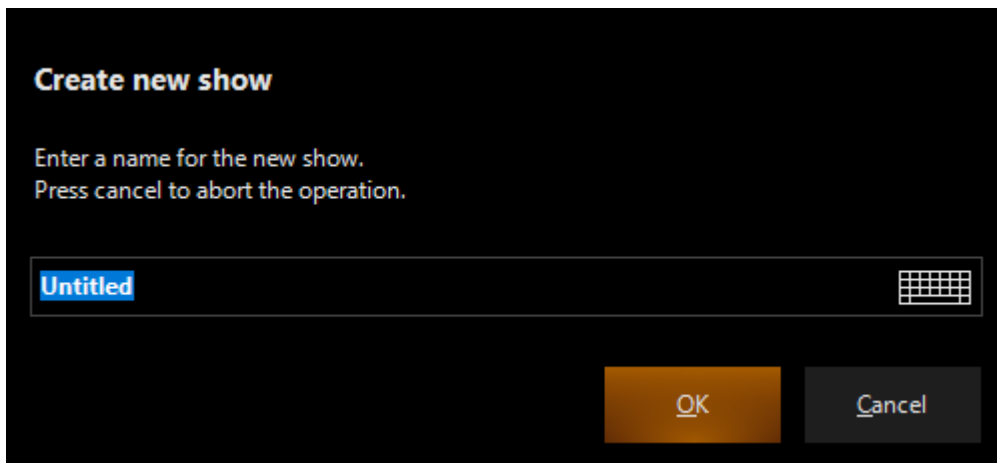 Create new show
Enter a name for the new show.
Press cancel to abort the operation.
Untitled
OK
Cancel